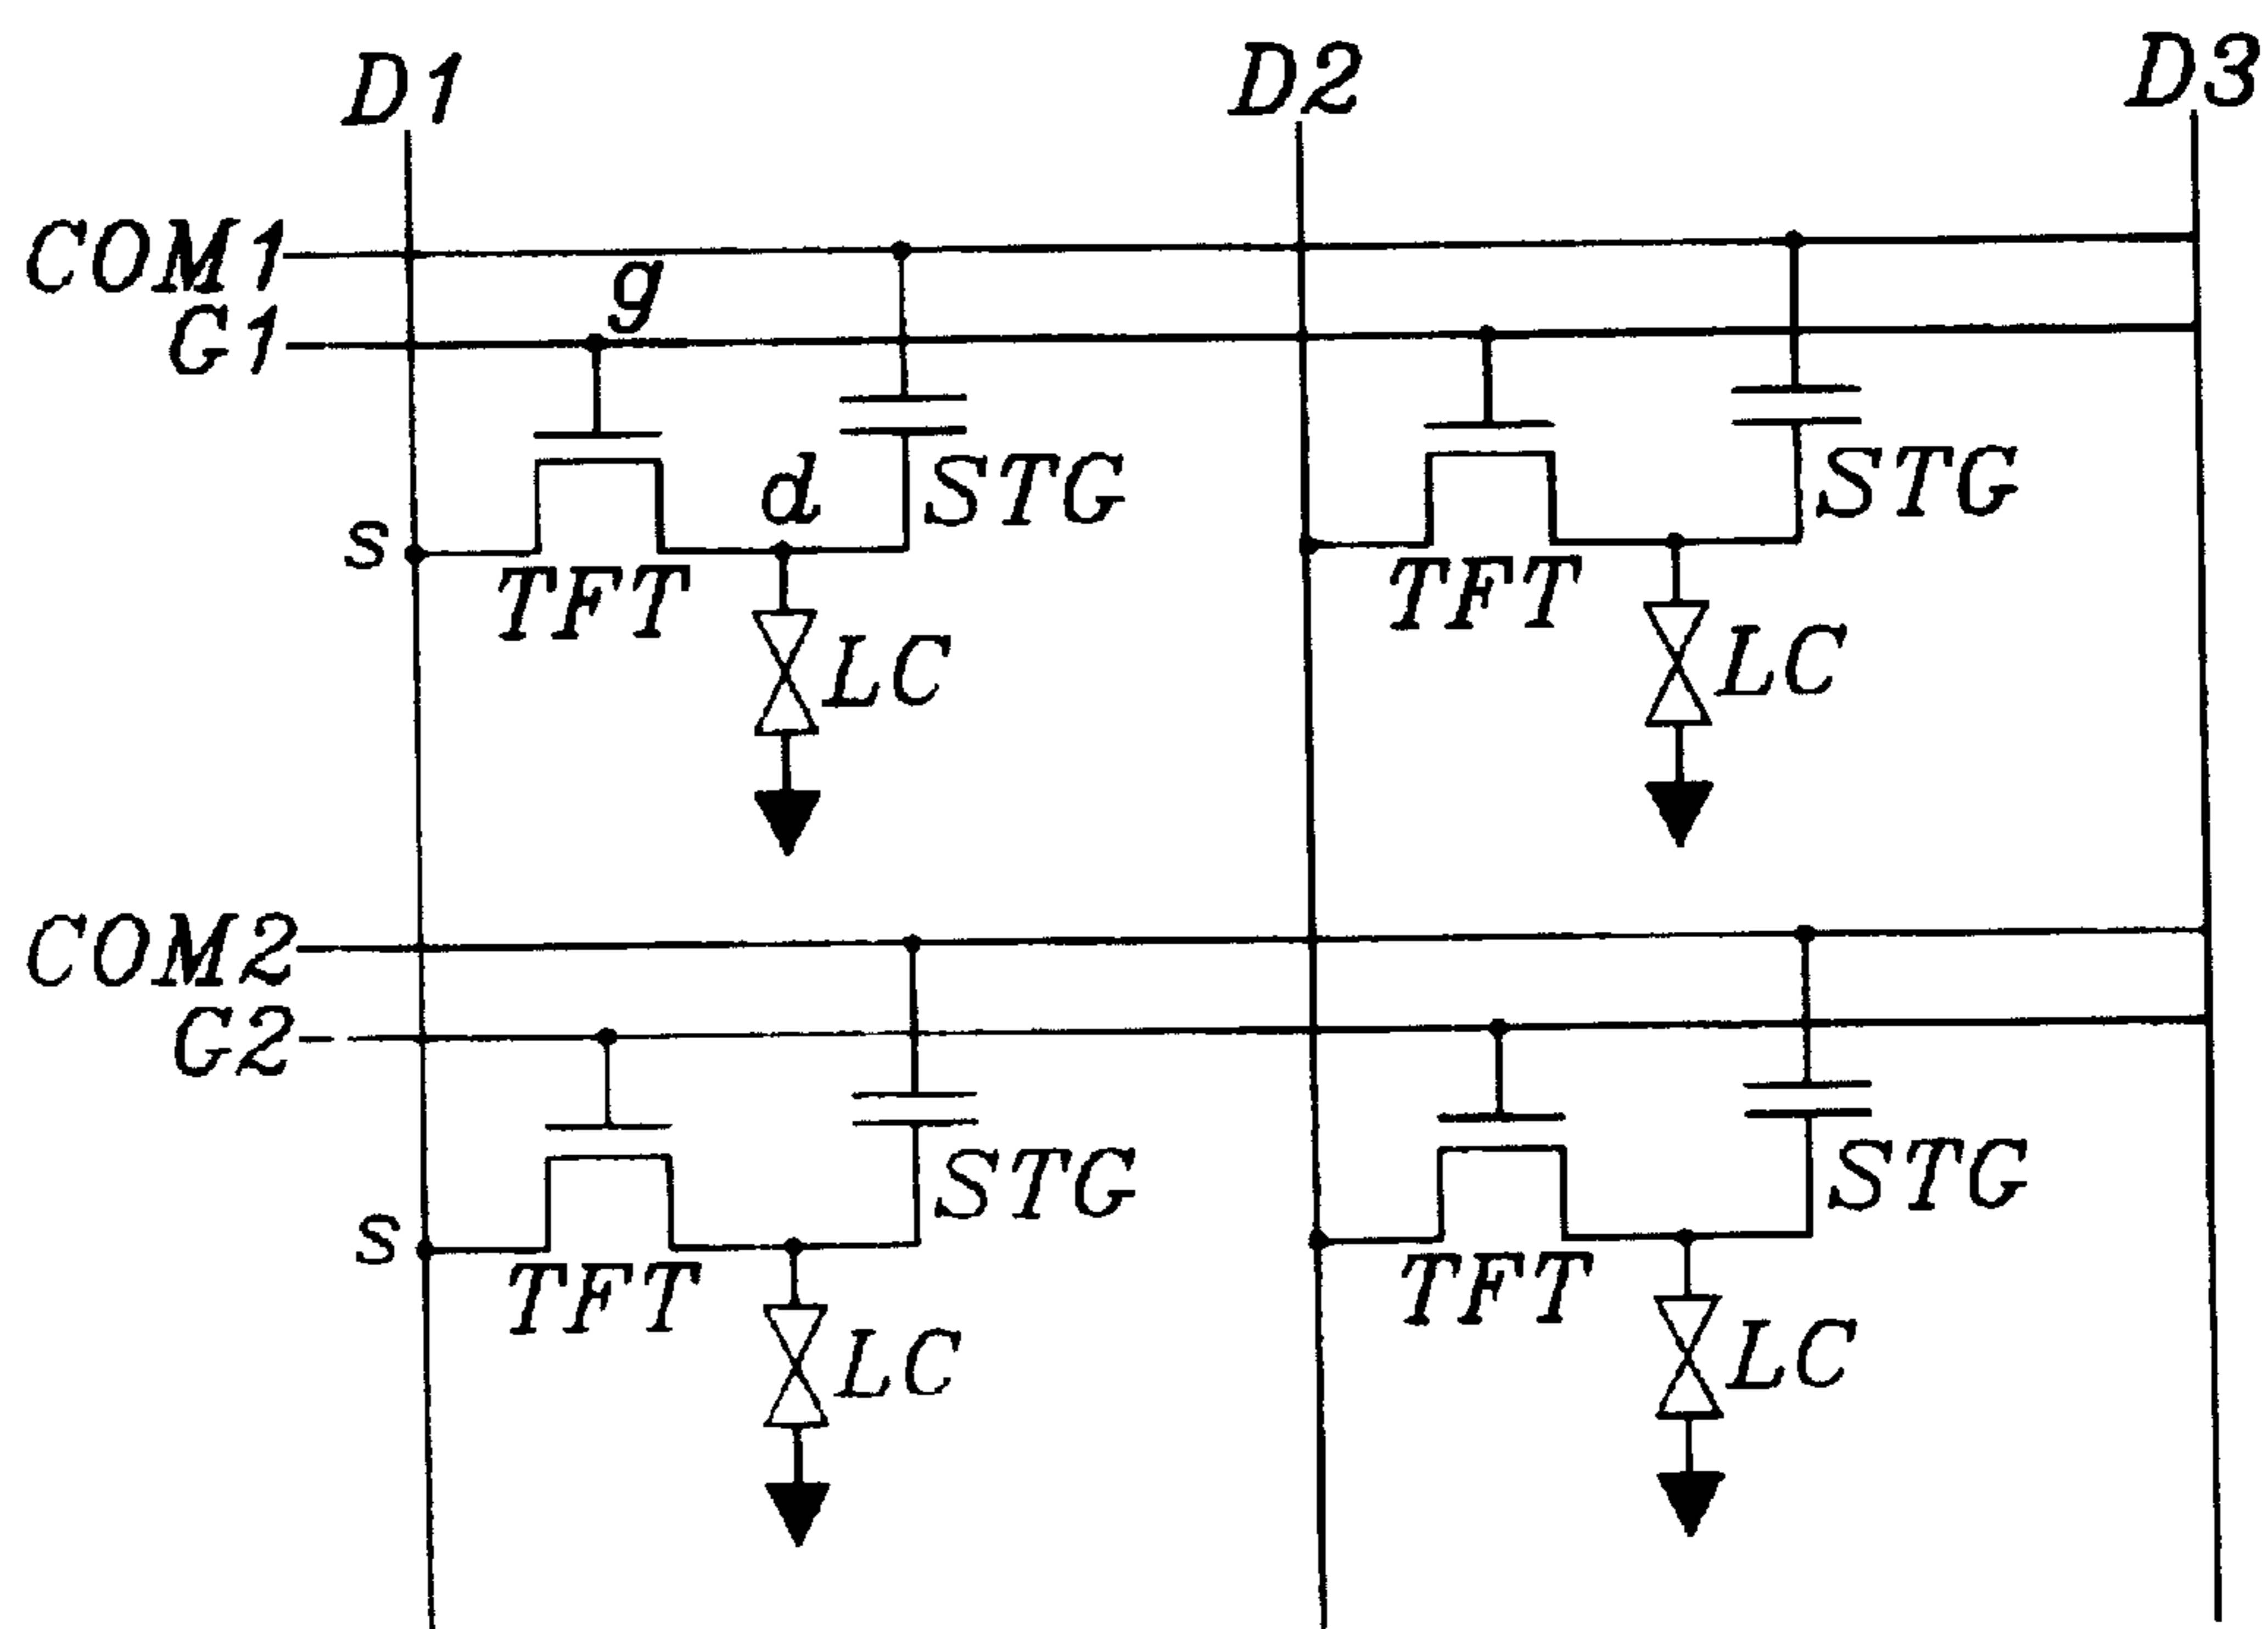 D1 D2 D3
COM1
g
G1
d STG STG
s
TFT TFT
LC LC
COM2
G2
STG STG
s
TFT TFT
LC LC